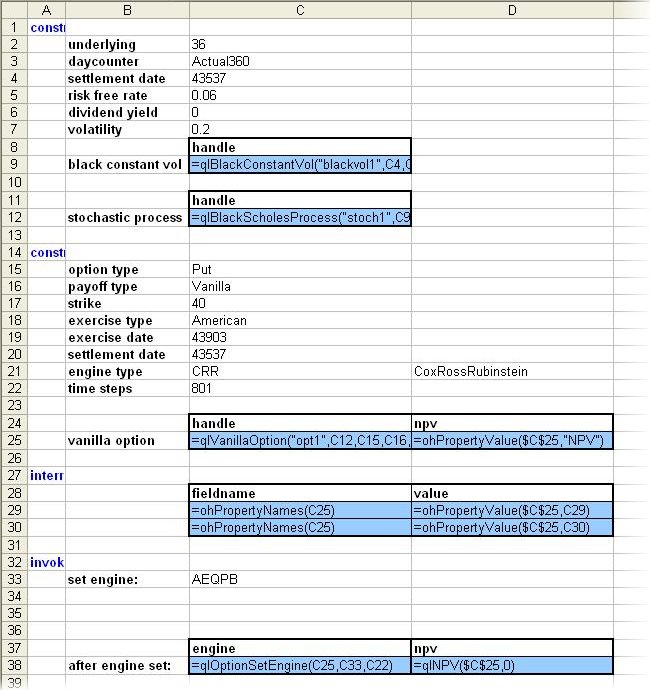 A B C D
1 constr
2 underlying 36
3 daycounter Actual360
4 settlement date 43537
5 risk free rate 0.06
6 dividend yield 0
7 volatility 0.2
8 handle
9 black constant vol =qlBlackConstantVol("blackvol1",C4,C
10
11 handle
12 stochastic process =qlBlackScholesProcess("stoch1",C9
13
14 constr
15 option type Put
16 payoff type Vanilla
17 strike 40
18 exercise type American
19 exercise date 43903
20 settlement date 43537
21 engine type CRR CoxRossRubinstein
22 time steps 801
23
24 handle npv
25 vanilla option =qlVanillaOption("opt1",C12,C15,C16, =ohPropertyValue($C$25,"NPV")
26
27 interr
28 fieldname value
29 =ohPropertyNames(C25) =ohPropertyValue($C$25,C29)
30 =ohPropertyNames(C25) =ohPropertyValue($C$25,C30)
31
32 invok
33 set engine: AEQPB
34
35
36
37 engine npv
38 after engine set: =qlOptionSetEngine(C25,C33,C22) =qlNPV($C$25,0)
39